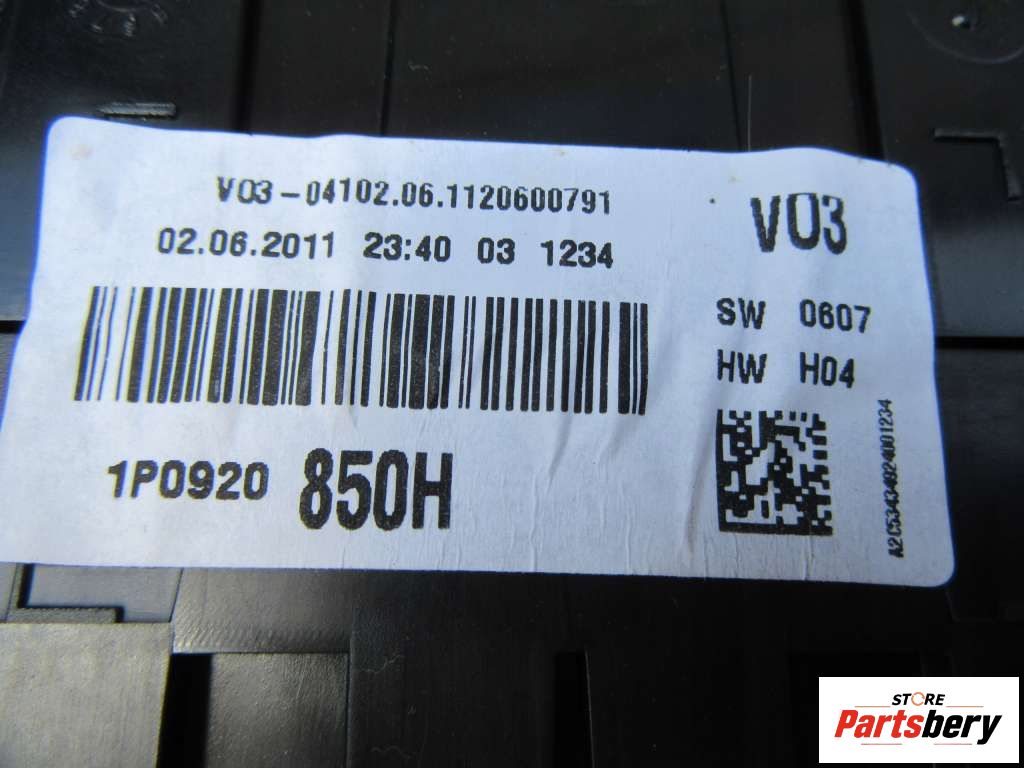 V03-04102.06.1120600791
02.06.2011 23:40 03 1234
V03
SW 0607
HW H04
1P0920 850H
A2C53434924001234
STORE
Partsbery